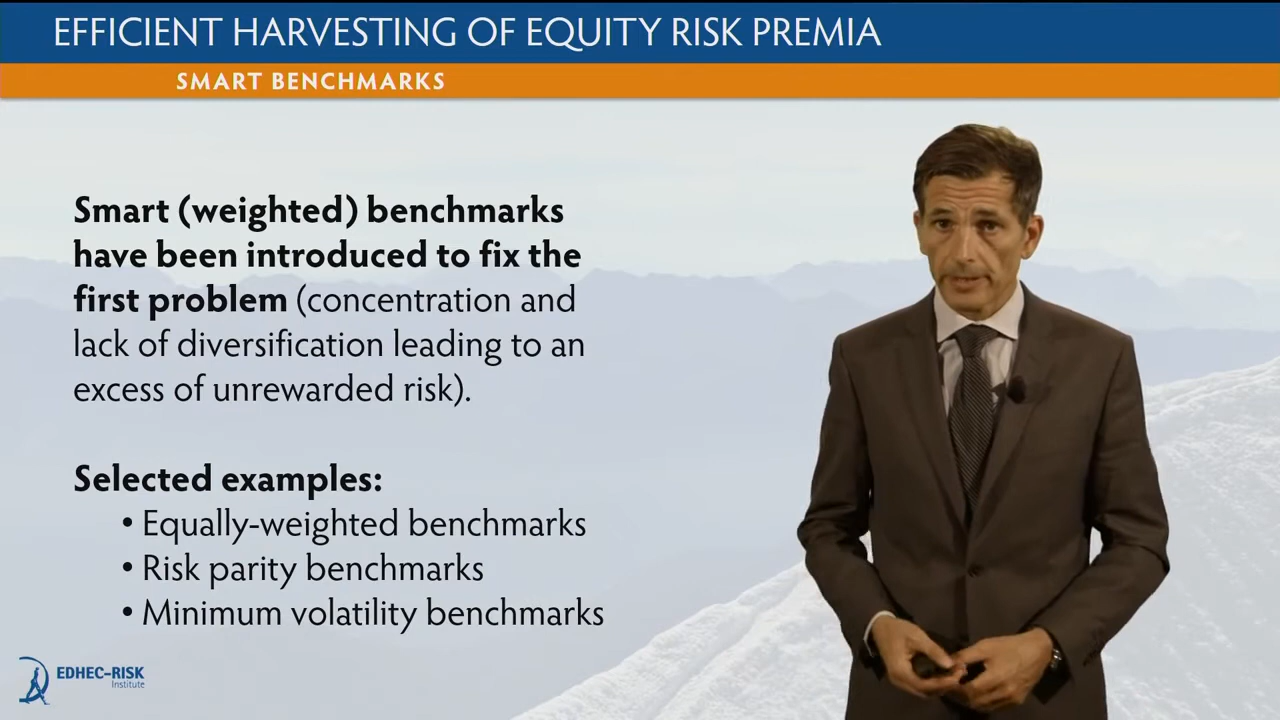 EFFICIENT HARVESTING OF EQUITY RISK PREMIA
SMART BENCHMARKS
Smart (weighted) benchmarks
have been introduced to fix the
first problem (concentration and
lack of diversification leading to an
excess of unrewarded risk).
Selected examples:
• Equally-weighted benchmarks
• Risk parity benchmarks
• Minimum volatility benchmarks
EDHEC-RISK
Institute